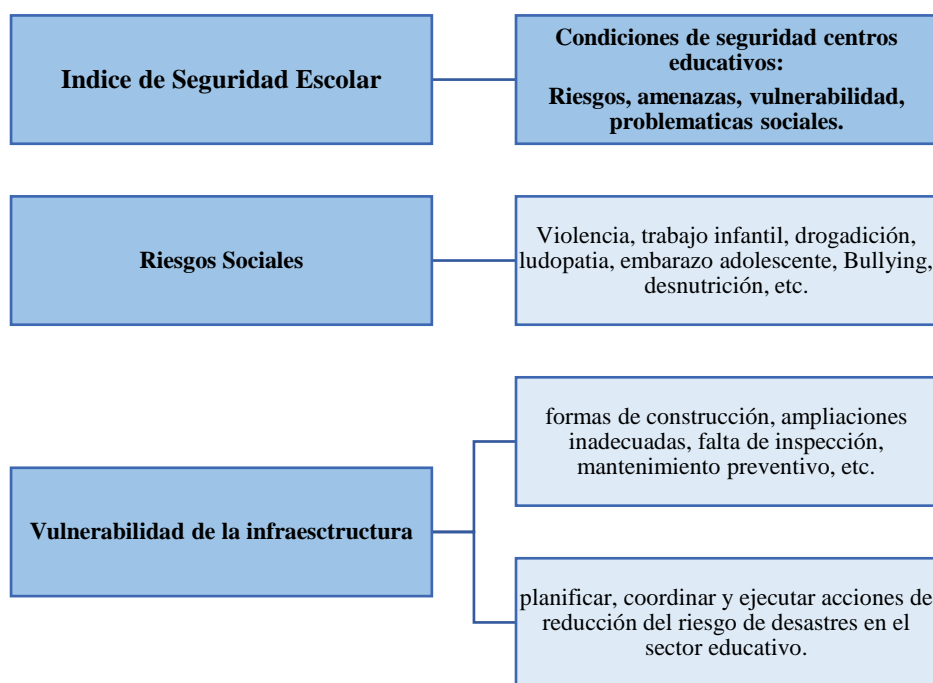 Indice de Seguridad Escolar
Condiciones de seguridad centros
educativos:
Riesgos, amenazas, vulnerabilidad,
problematicas sociales.
Riesgos Sociales
Violencia, trabajo infantil, drogadición,
ludopatia, embarazo adolescente, Bullying,
desnutrición, etc.
Vulnerabilidad de la infraesctructura
formas de construcción, ampliaciones
inadecuadas, falta de inspección,
mantenimiento preventivo, etc.
planificar, coordinar y ejecutar acciones de
reducción del riesgo de desastres en el
sector educativo.